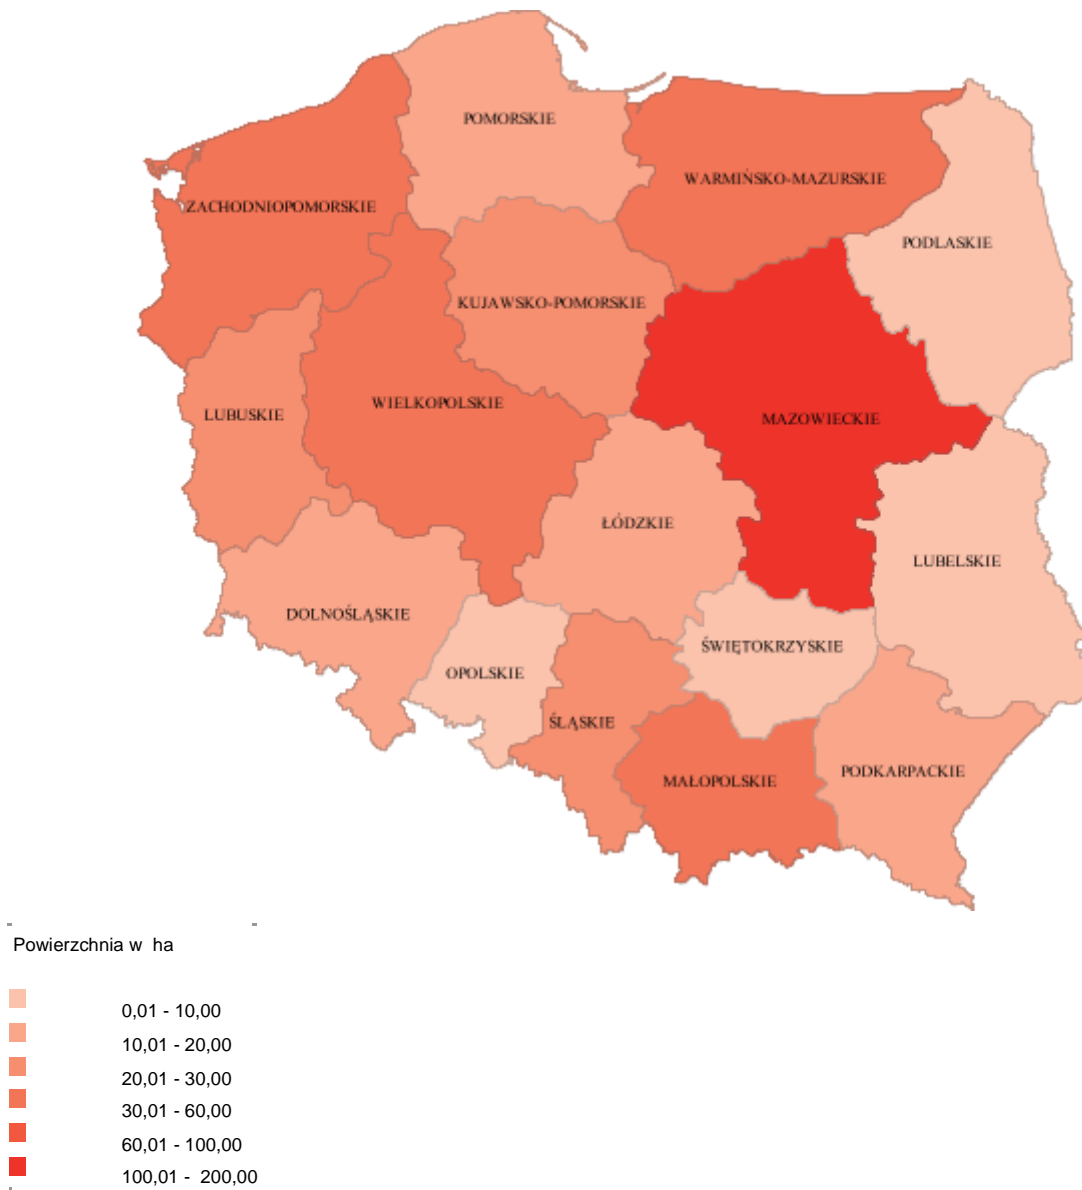 POMORSKIE
WARMIŃSKO-MAZURSKIE
ZACHODNIOPOMORSKIE
PODLASKIE
KUJAWSKO-POMORSKIE
WIELKOPOLSKIE
LUBUSKIE
MAZOWIECKIE
ŁÓDZKIE
LUBELSKIE
DOLNOŚLĄSKIE
ŚWIĘTOKRZYSKIE
OPOLSKIE
ŚLĄSKIE
PODKARPACKIE
MAŁOPOLSKIE
Powierzchnia w ha
0,01 - 10,00
10,01 - 20,00
20,01 - 30,00
30,01 - 60,00
60,01 - 100,00
100,01 - 200,00